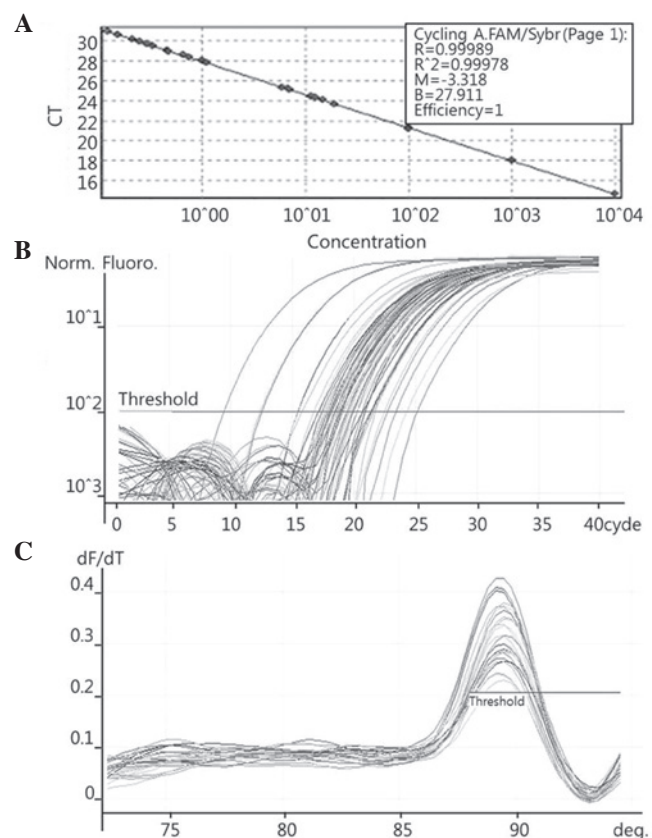 A
30
28
26
24
22
20
18
16
CT
Cycling A.FAM/Sybr(Page 1):
R=0.99989
R^2=0.99978
M=-3.318
B=27.911
Efficiency=1
10^00 10^01 10^02 10^03 10^04
Concentration
B
Norm. Fluoro.
10^1
Threshold
10^2
10^3
0 5 10 15 20 25 30 35 40cyde
C
dF/dT
0.4
0.3
0.2
Threshold
0.1
0
75 80 85 90 deg.